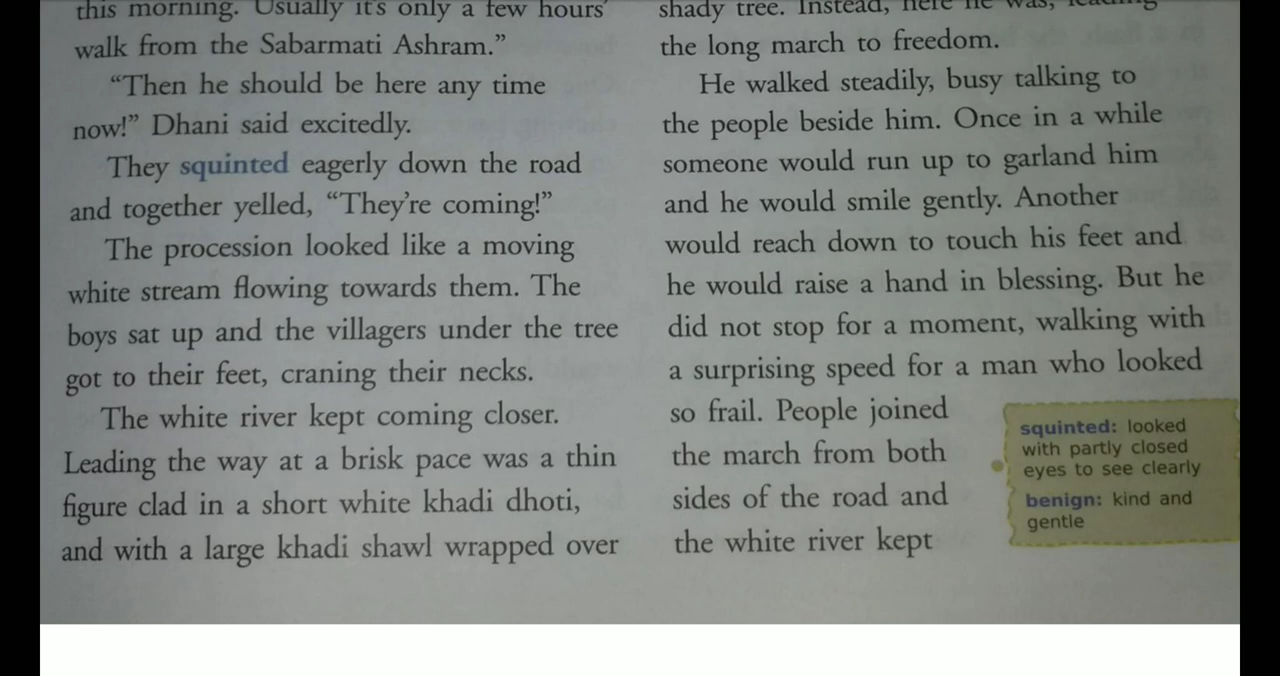 this morning. Usually it's only a few hours'
walk from the Sabarmati Ashram.”
“Then he should be here any time
now!” Dhani said excitedly.
They squinted eagerly down the road
and together yelled, “They’re coming!”
The procession looked like a moving
white stream flowing towards them. The
boys sat up and the villagers under the tree
got to their feet, craning their necks.
The white river kept coming closer.
Leading the way at a brisk pace was a thin
figure clad in a short white khadi dhoti,
and with a large khadi shawl wrapped over
shady tree. Instead, here he was, leading
the long march to freedom.
He walked steadily, busy talking to
the people beside him. Once in a while
someone would run up to garland him
and he would smile gently. Another
would reach down to touch his feet and
he would raise a hand in blessing. But he
did not stop for a moment, walking with
a surprising speed for a man who looked
so frail. People joined
the march from both
sides of the road and
the white river kept
squinted: looked
with partly closed
eyes to see clearly
benign: kind and
gentle